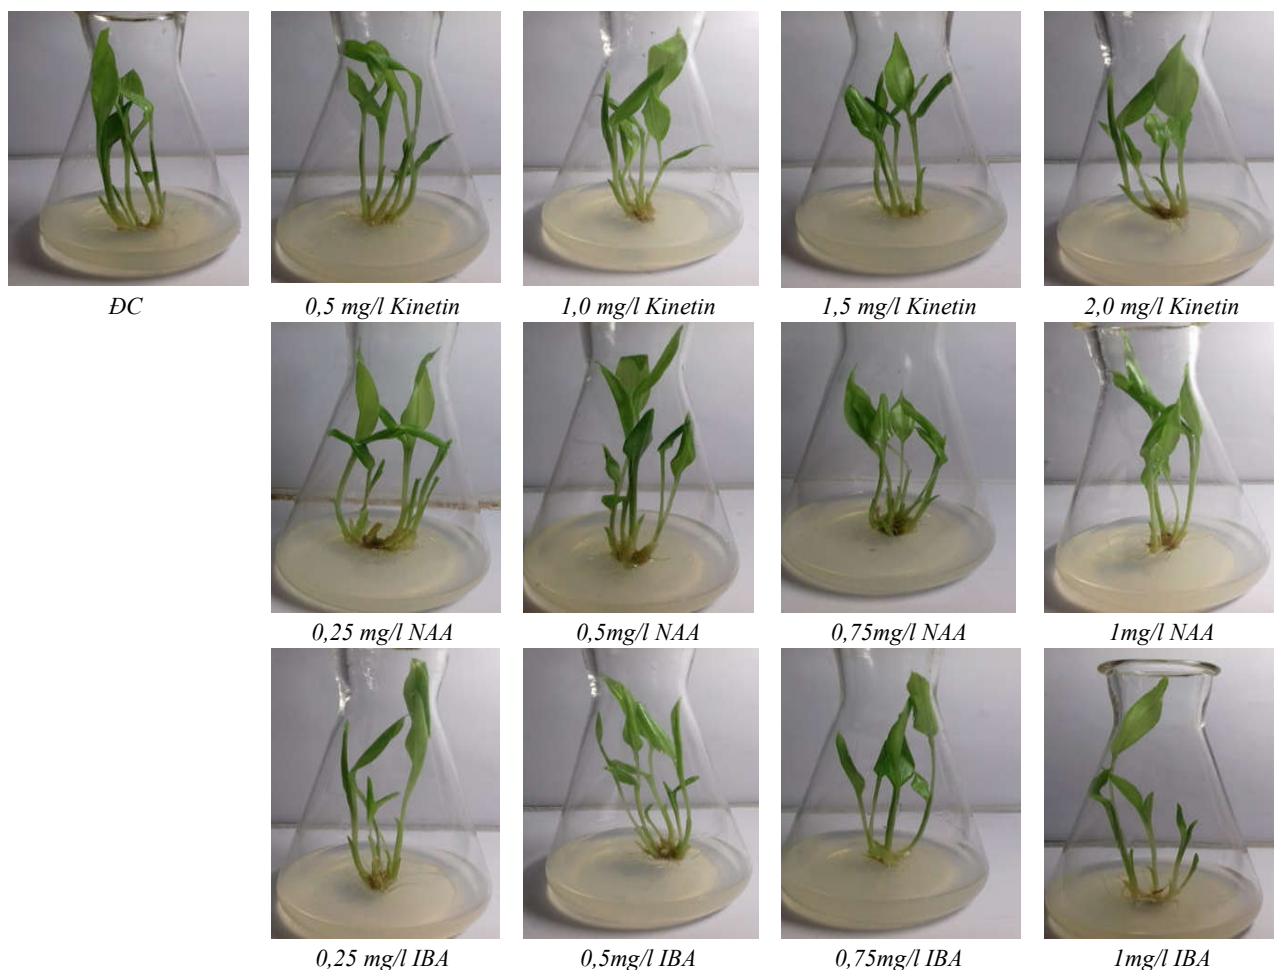 ĐC
0,5 mg/l Kinetin
1,0 mg/l Kinetin
1,5 mg/l Kinetin
2,0 mg/l Kinetin
0,25 mg/l NAA
0,5mg/l NAA
0,75mg/l NAA
1mg/l NAA
0,25 mg/l IBA
0,5mg/l IBA
0,75mg/l IBA
1mg/l IBA